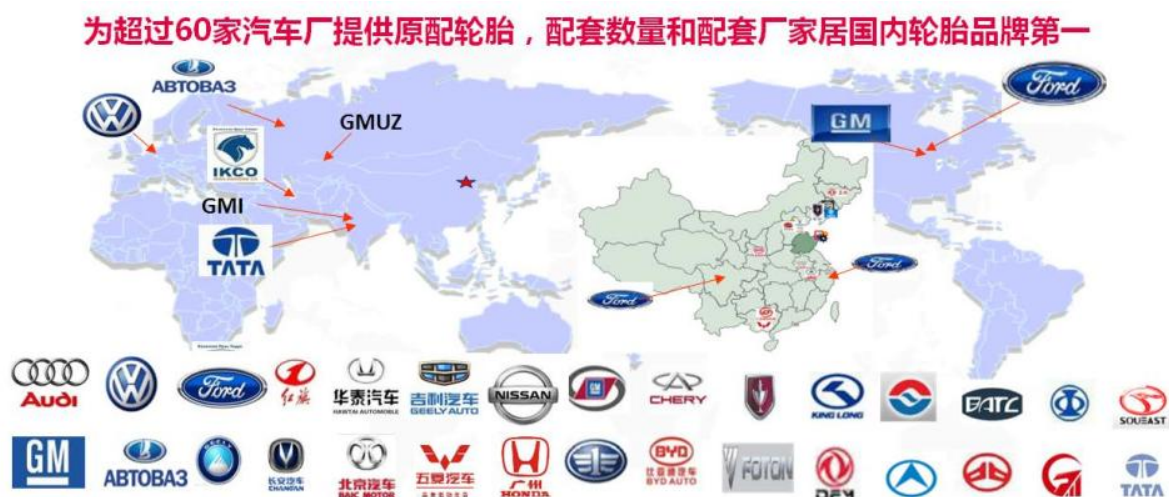 为超过60家汽车厂提供原配轮胎，配套数量和配套厂家居国内轮胎品牌第一
АВТОВАЗ
GMUZ
IKCO
GMI
TATA
GM
Ford
Ford
Ford
Audi
Ford
红旗
华泰汽车
HAWTAI AUTOMOBILE
吉利汽车
GEELY AUTO
NISSAN
GM
CHERY
KING LONG
GATC
SOUEAST
GM
АВТОВАЗ
长安汽车
CHANGAN
北京汽车
BAIC MOTOR
五菱汽车
广州
HONDA
BYD
比亚迪汽车
BYD AUTO
FOTON
TATA